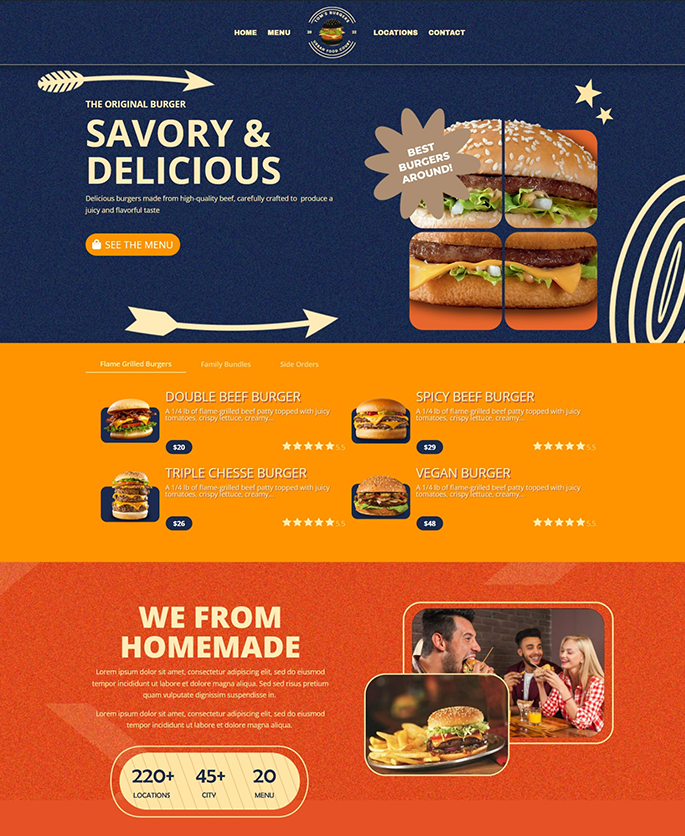 HOME MENU LOCATIONS CONTACT
TOM'S BURGERS
URBAN FOOD COURT
THE ORIGINAL BURGER
SAVORY &
DELICIOUS
Delicious burgers made from high-quality beef, carefully crafted to produce a
juicy and flavorful taste
SEE THE MENU
BEST
BURGERS
AROUND!
Flame Grilled Burgers Family Bundles Side Orders
DOUBLE BEEF BURGER
A 1/4 lb of flame-grilled beef patty topped with juicy
tomatoes, crispy lettuce, creamy...
$20 5.5
SPICY BEEF BURGER
A 1/4 lb of flame-grilled beef patty topped with juicy
tomatoes, crispy lettuce, creamy...
$29 5.5
TRIPLE CHESSE BURGER
A 1/4 lb of flame-grilled beef patty topped with juicy
tomatoes, crispy lettuce, creamy...
$26 5.5
VEGAN BURGER
A 1/4 lb of flame-grilled beef patty topped with juicy
tomatoes, crispy lettuce, creamy...
$48 5.5
WE FROM
HOMEMADE
Lorem ipsum dolor sit amet, consectetur adipiscing elit, sed do eiusmod
tempor incididunt ut labore et dolore magna aliqua. Sed sed risus pretium
quam vulputate dignissim suspendisse in.
Lorem ipsum dolor sit amet, consectetur adipiscing elit, sed do eiusmod
tempor incididunt ut labore et dolore magna aliqua.
220+ 45+ 20
LOCATIONS CITY MENU